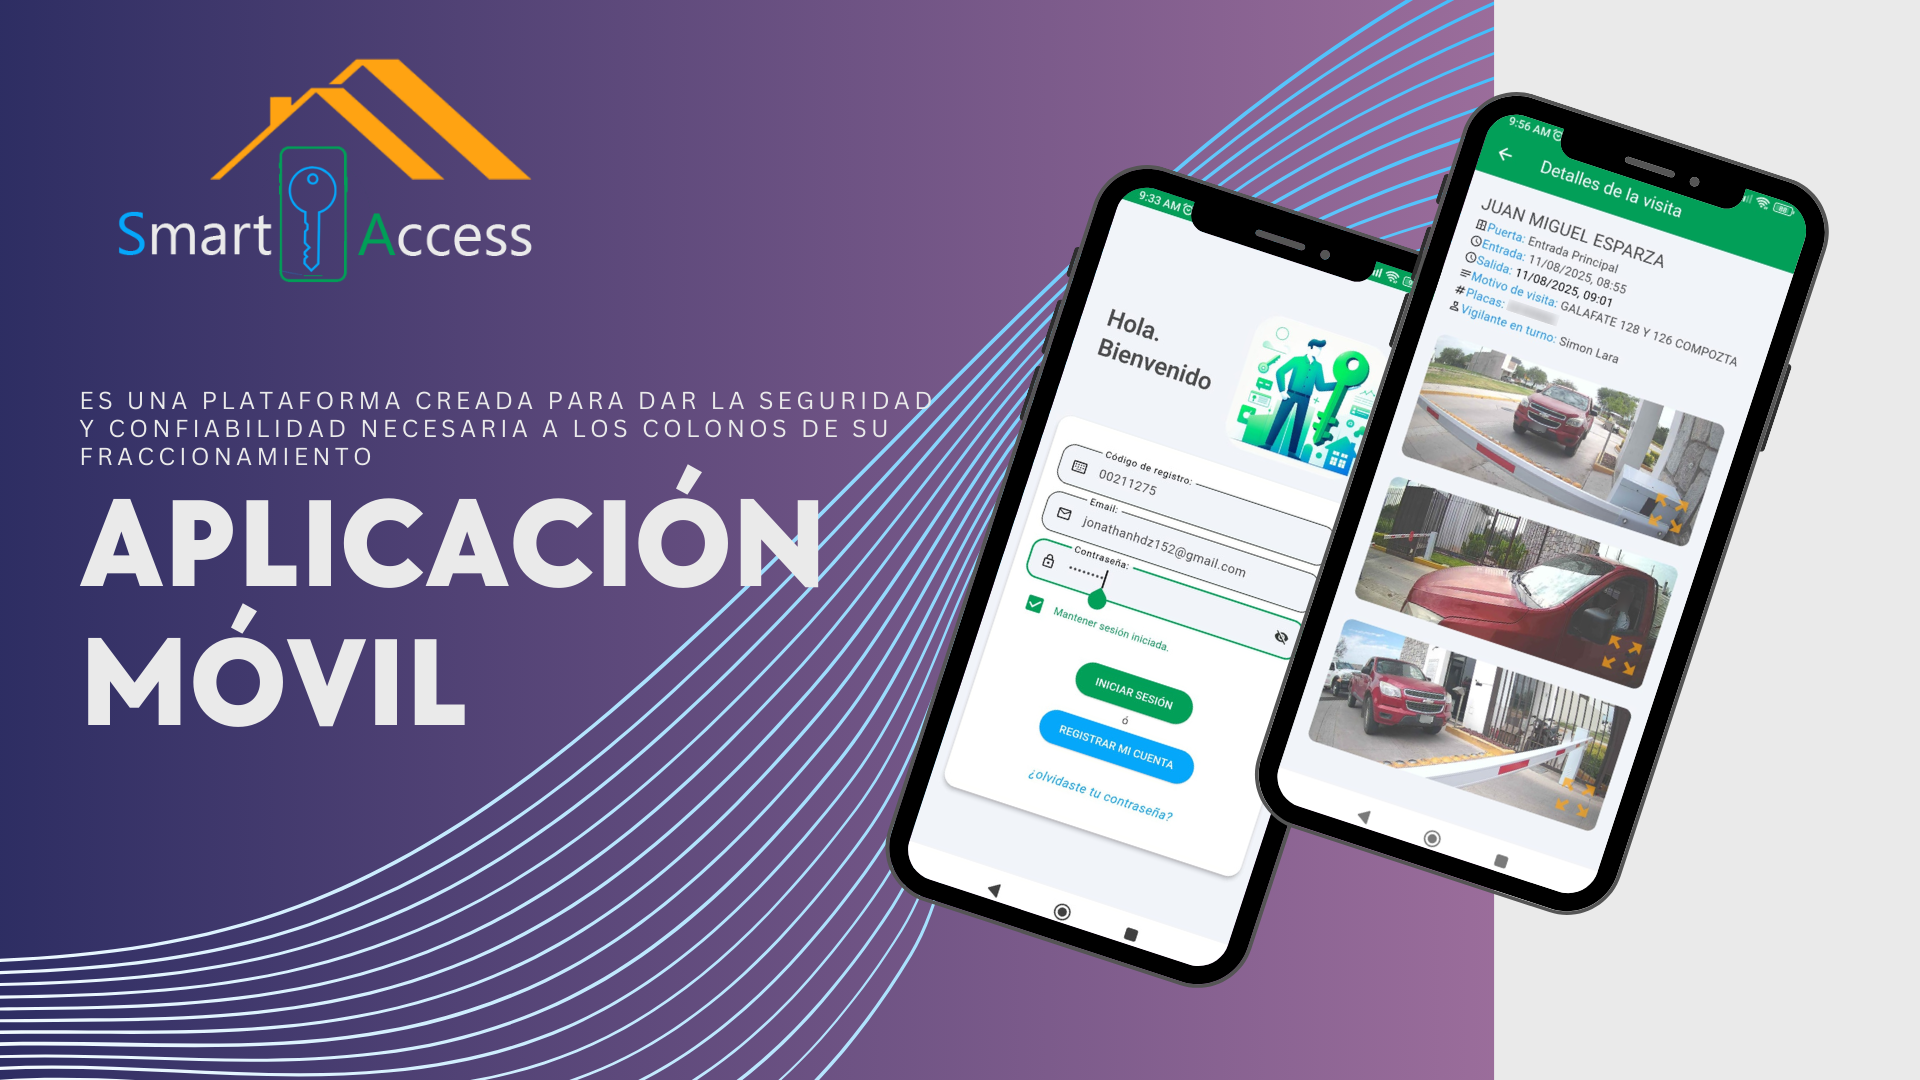 Smart Access
ES UNA PLATAFORMA CREADA PARA DAR LA SEGURIDAD
Y CONFIABILIDAD NECESARIA A LOS COLONOS DE SU
FRACCIONAMIENTO
APLICACIÓN
MÓVIL
9:33 AM
Hola.
Bienvenido
Código de registro:
00211275
Email:
jonathanhdz152@gmail.com
Contraseña:
········
Mantener sesión iniciada.
INICIAR SESIÓN
ó
REGISTRAR MI CUENTA
¿olvidaste tu contraseña?
9:56 AM
Detalles de la visita
JUAN MIGUEL ESPARZA
Puerta: Entrada Principal
Entrada: 11/08/2025, 08:55
Salida: 11/08/2025, 09:01
Motivo de visita: GALAFATE 128 Y 126 COMPOZTA
Placas:
Vigilante en turno: Simon Lara